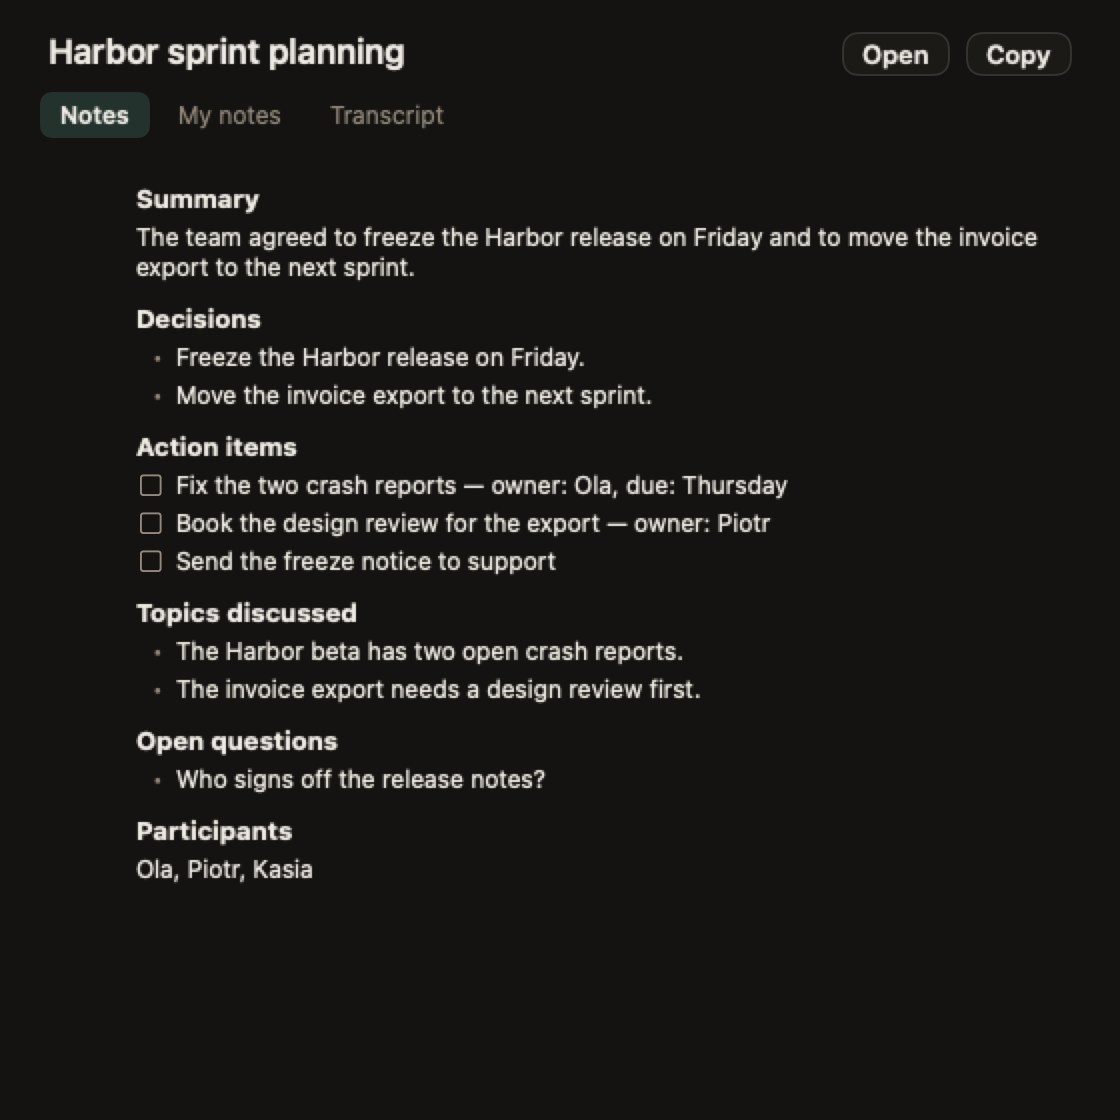 Harbor sprint planning
Open
Copy
Notes
My notes
Transcript
Summary
The team agreed to freeze the Harbor release on Friday and to move the invoice
export to the next sprint.
Decisions
• Freeze the Harbor release on Friday.
• Move the invoice export to the next sprint.
Action items
Fix the two crash reports — owner: Ola, due: Thursday
Book the design review for the export — owner: Piotr
Send the freeze notice to support
Topics discussed
• The Harbor beta has two open crash reports.
• The invoice export needs a design review first.
Open questions
• Who signs off the release notes?
Participants
Ola, Piotr, Kasia